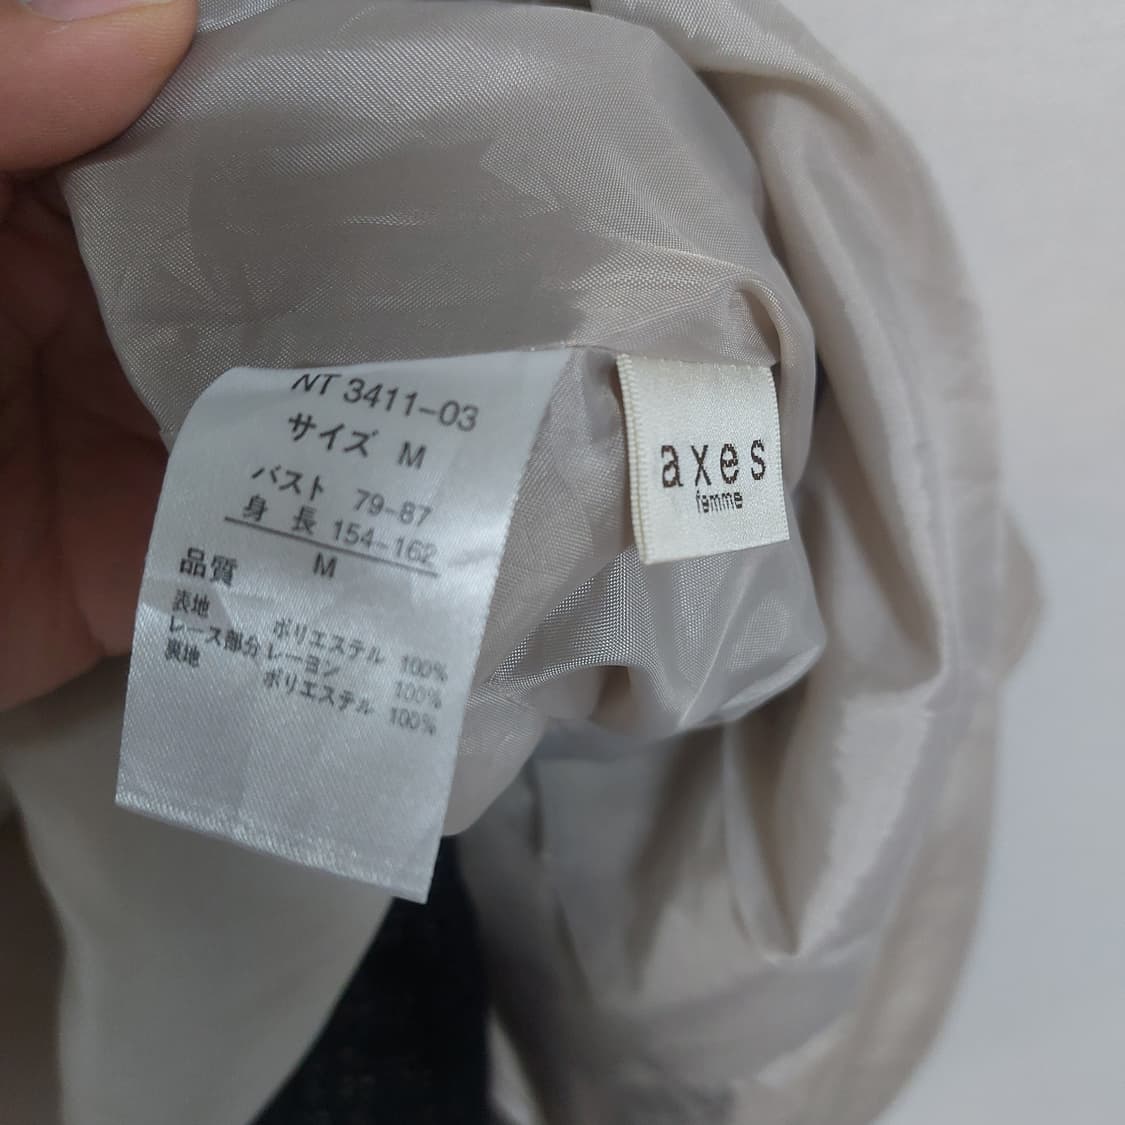 NT 3411-03
サイズ M
バスト 79-87
身長 154-162
品質 M
表地 ポリエステル 100%
レース部分 レーヨン 100%
裏地 ポリエステル 100%
axes
femme